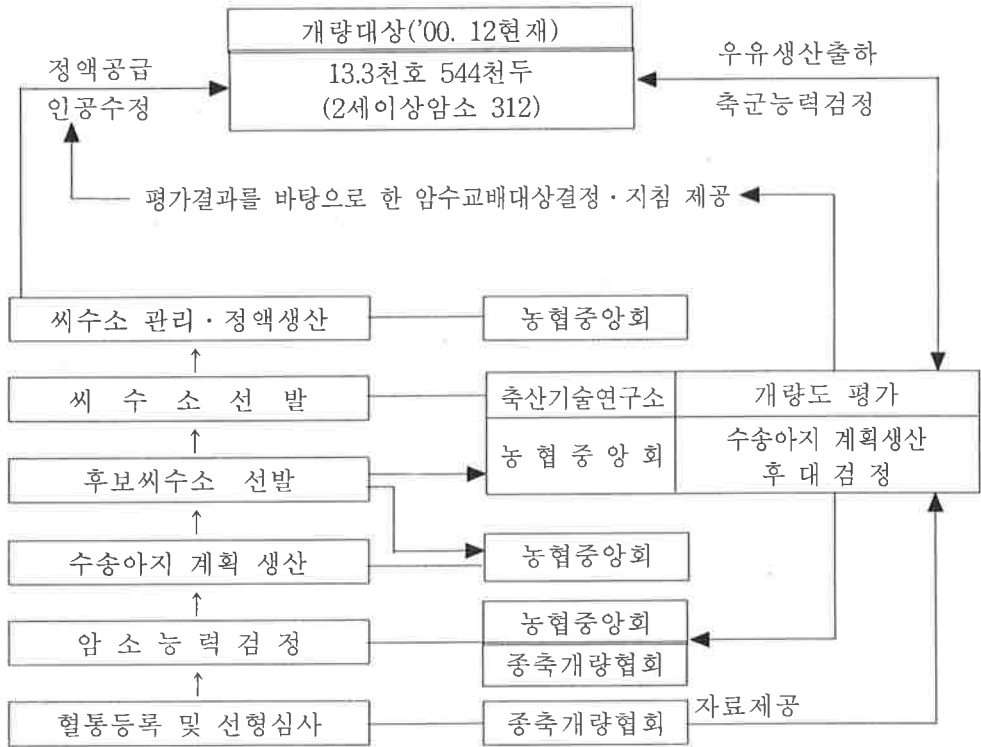 개량대상('00. 12현재)
정액공급
인공수정
13.3천호 544천두
(2세이상암소 312)
우유생산출하
축군능력검정
평가결과를 바탕으로 한 암수교배대상결정·지침 제공
씨수소 관리·정액생산
농협중앙회
씨 수 소 선 발
축산기술연구소
개량도 평가
후보씨수소 선발
농 협 중 앙 회
수송아지 계획생산
후 대 검 정
수송아지 계획 생산
농협중앙회
암 소 능 력 검 정
농협중앙회
종축개량협회
혈통등록 및 선형심사
종축개량협회
자료제공